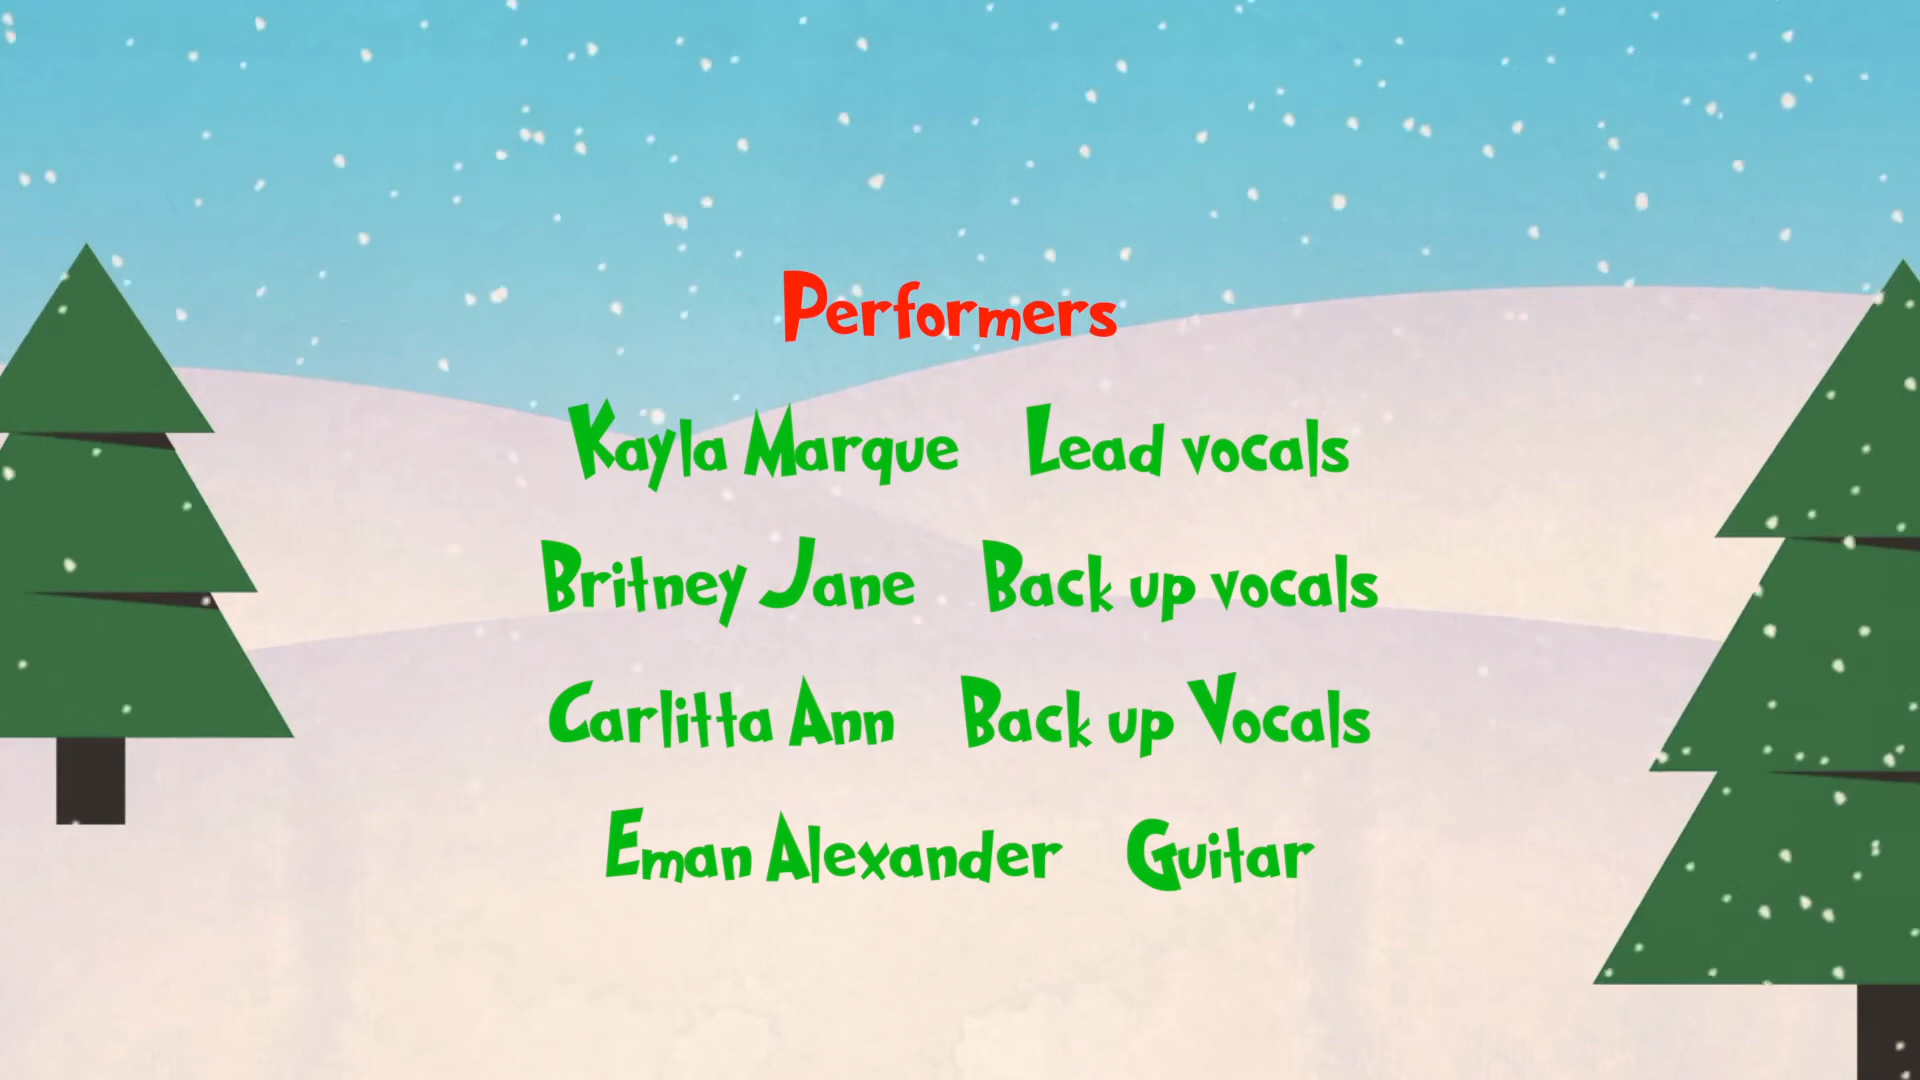 Performers
Kayla Marque Lead vocals
Britney Jane Back up vocals
Carlitta Ann Back up Vocals
Eman Alexander Guitar